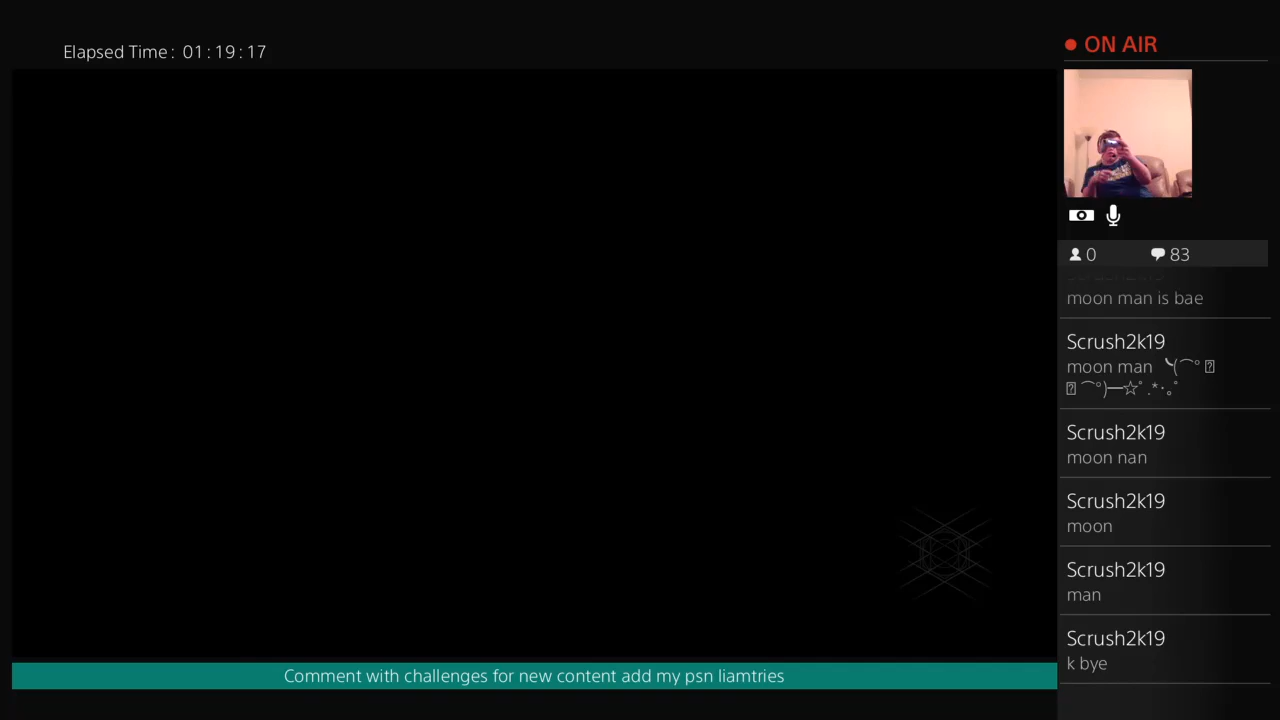 Elapsed Time: 01:19:17
ON AIR
0 83
moon man is bae
Scrush2k19
moon man ╰(⌒° ͜
ʖ ⌒°)━☆ﾟ.*･｡ﾟ
Scrush2k19
moon nan
Scrush2k19
moon
Scrush2k19
man
Scrush2k19
k bye
Comment with challenges for new content add my psn liamtries